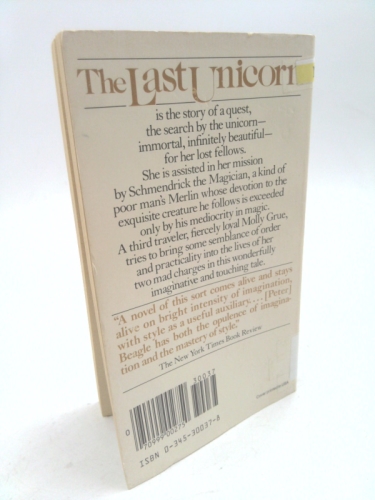 The Last Unicorn
is the story of a quest,
the search by the unicorn—
immortal, infinitely beautiful—
for her lost fellows.
She is assisted in her mission
by Schmendrick the Magician, a kind of
poor man's Merlin whose devotion to the
exquisite creature he follows is exceeded
only by his mediocrity in magic.
A third traveler, fiercely loyal Molly Grue,
tries to bring some semblance of order
and practicality into the lives of her
two mad charges in this wonderfully
imaginative and touching tale.
"A novel of this sort comes alive and stays
alive on bright intensity of imagination,
with style as a useful auxiliary.... [Peter]
Beagle has both the opulence of imagina-
tion and the mastery of style."
The New York Times Book Review
30037
0
70999 00275
ISBN 0-345-30037-8